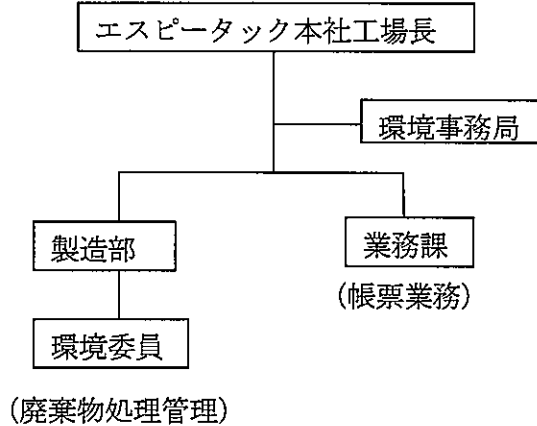 エスピータック本社工場長
環境事務局
製造部
業務課
(帳票業務)
環境委員
(廃棄物処理管理)